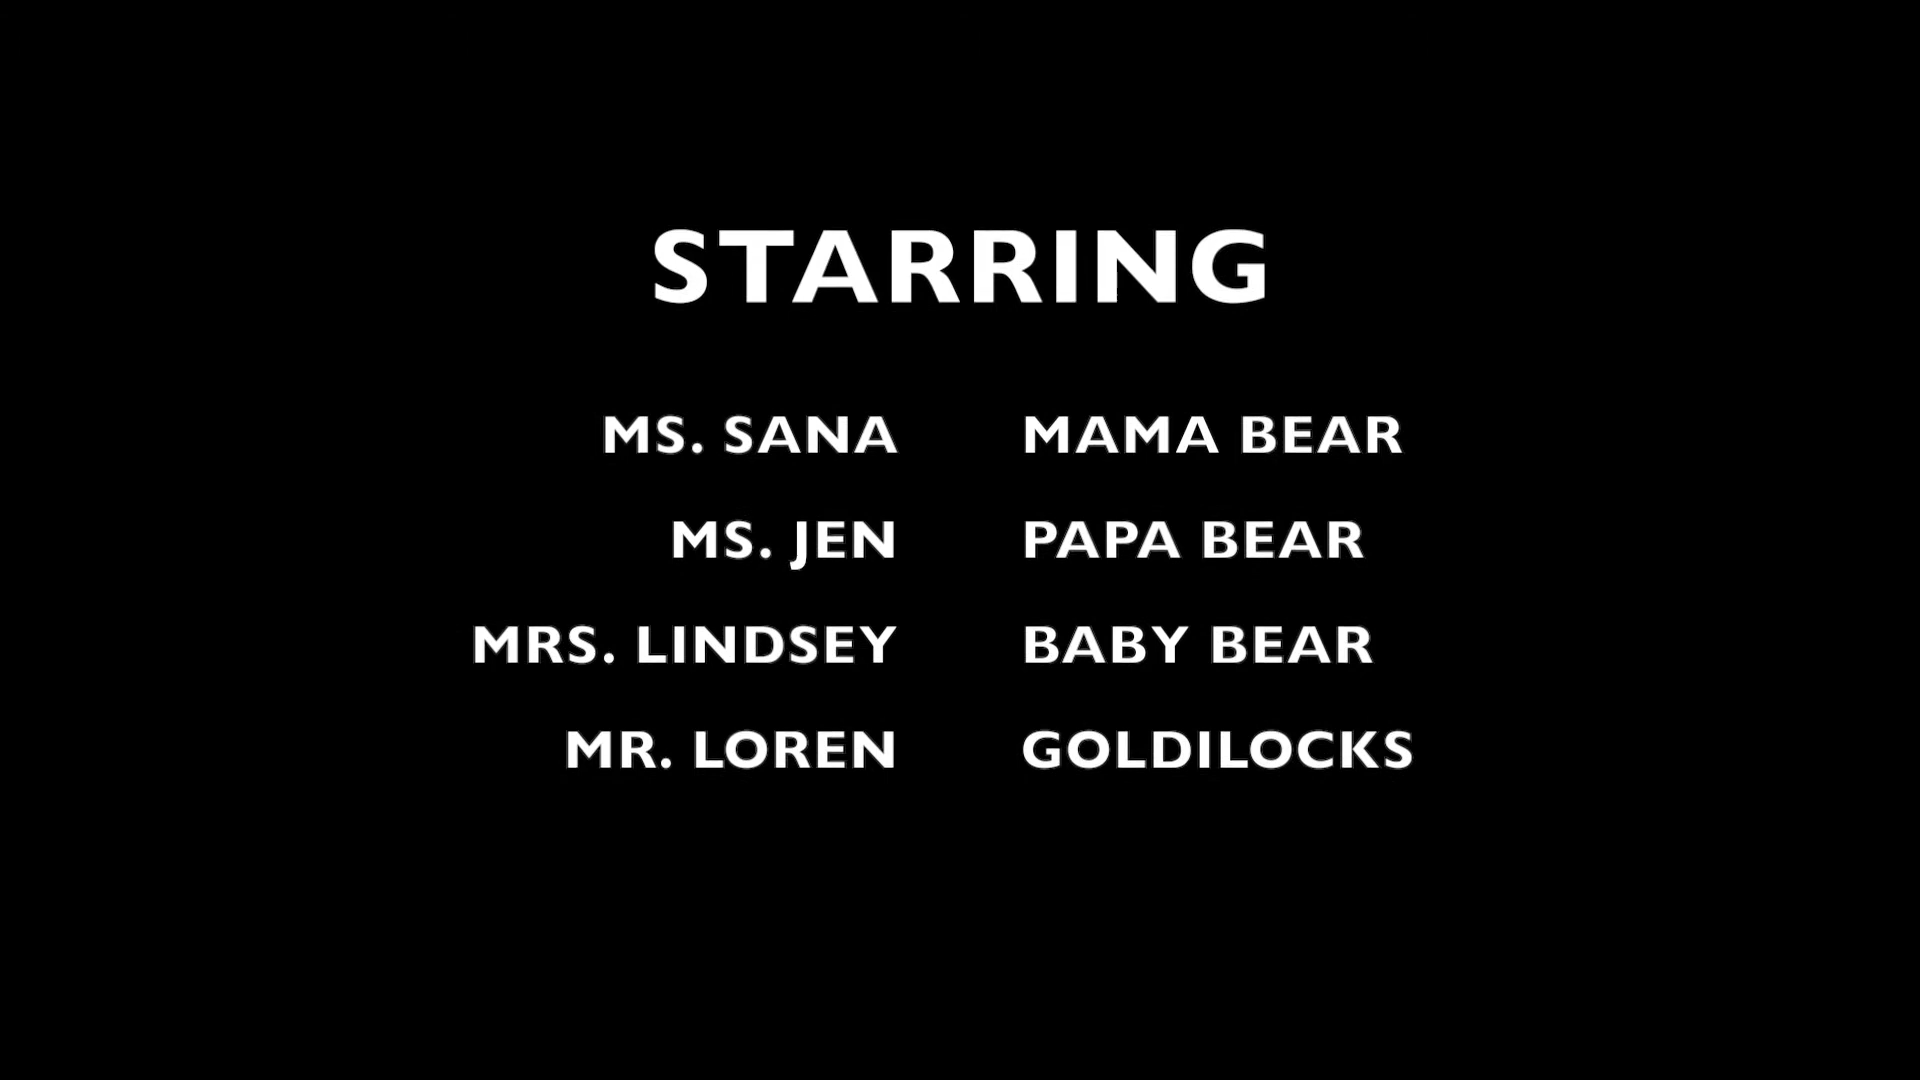 STARRING
MS. SANA MAMA BEAR
MS. JEN PAPA BEAR
MRS. LINDSEY BABY BEAR
MR. LOREN GOLDILOCKS